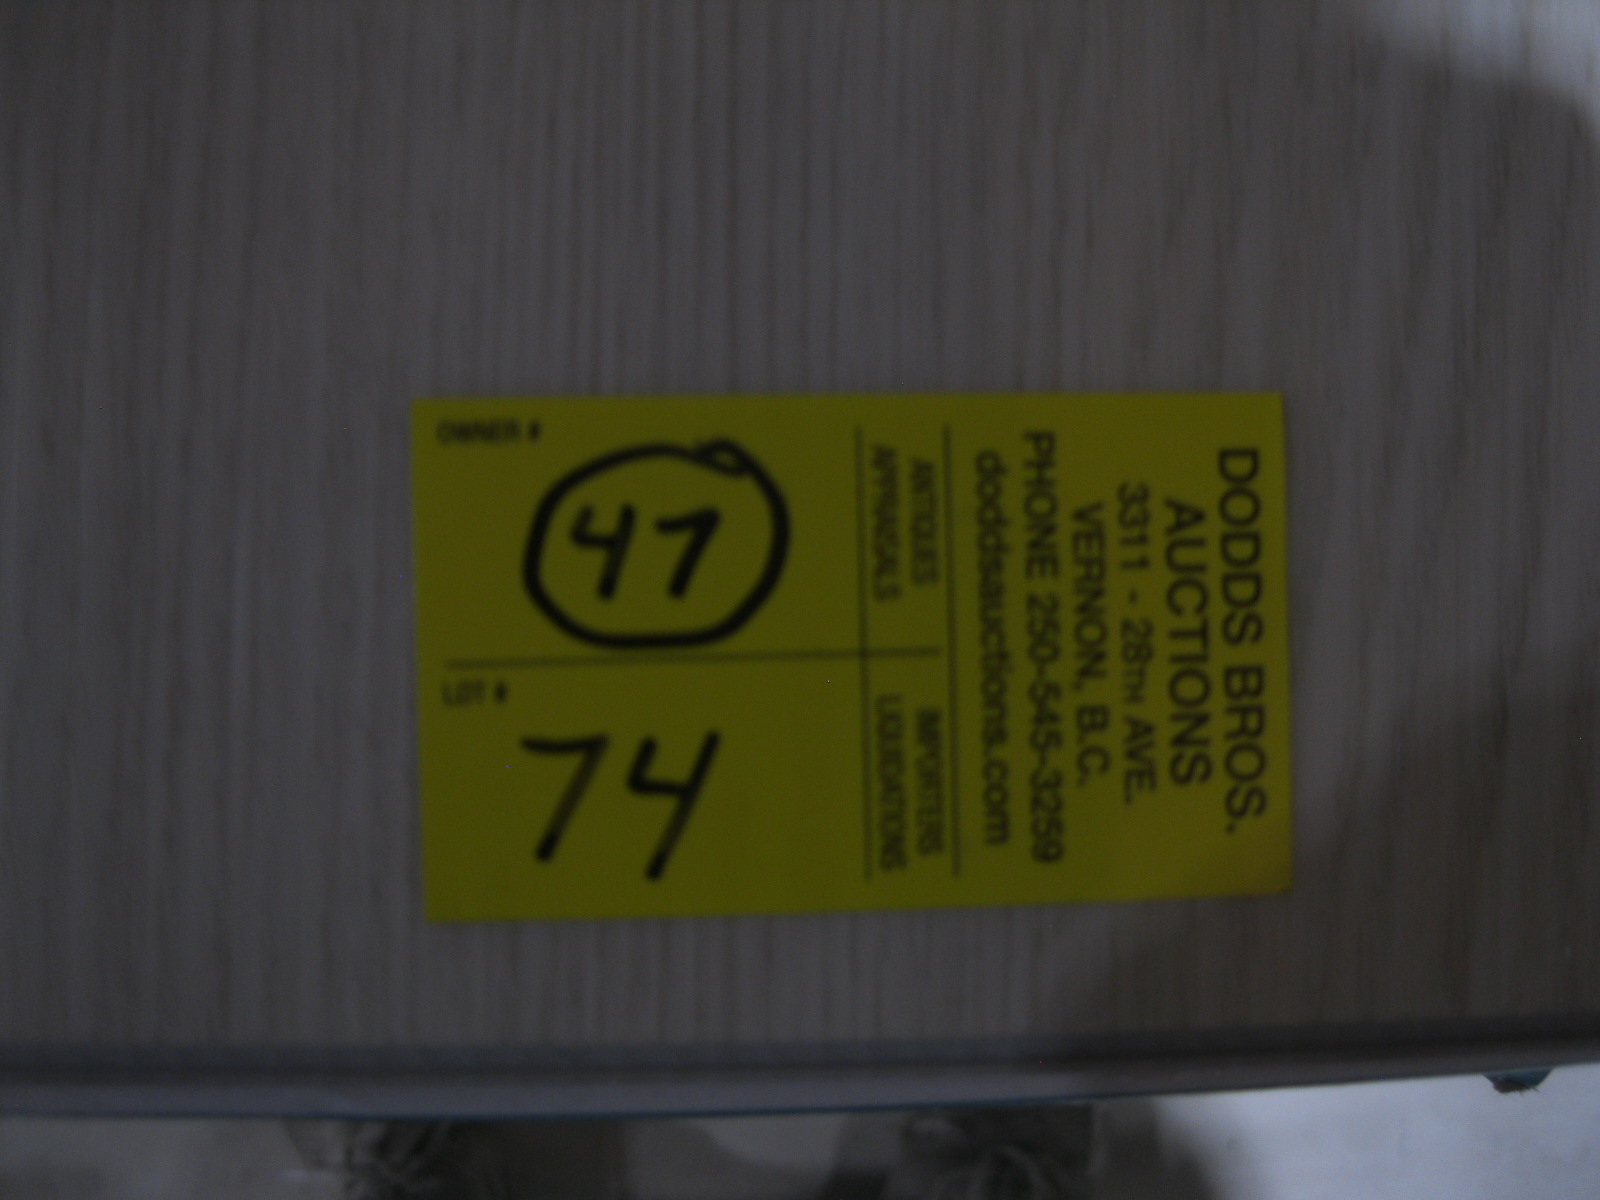 DODDS BROS.
AUCTIONS
3311 - 28TH AVE.
VERNON, B.C.
PHONE 250-545-3259
doddsauctions.com
ANTIQUES IMPORTERS
APPRAISALS LIQUIDATIONS
OWNER #
47
LOT #
74